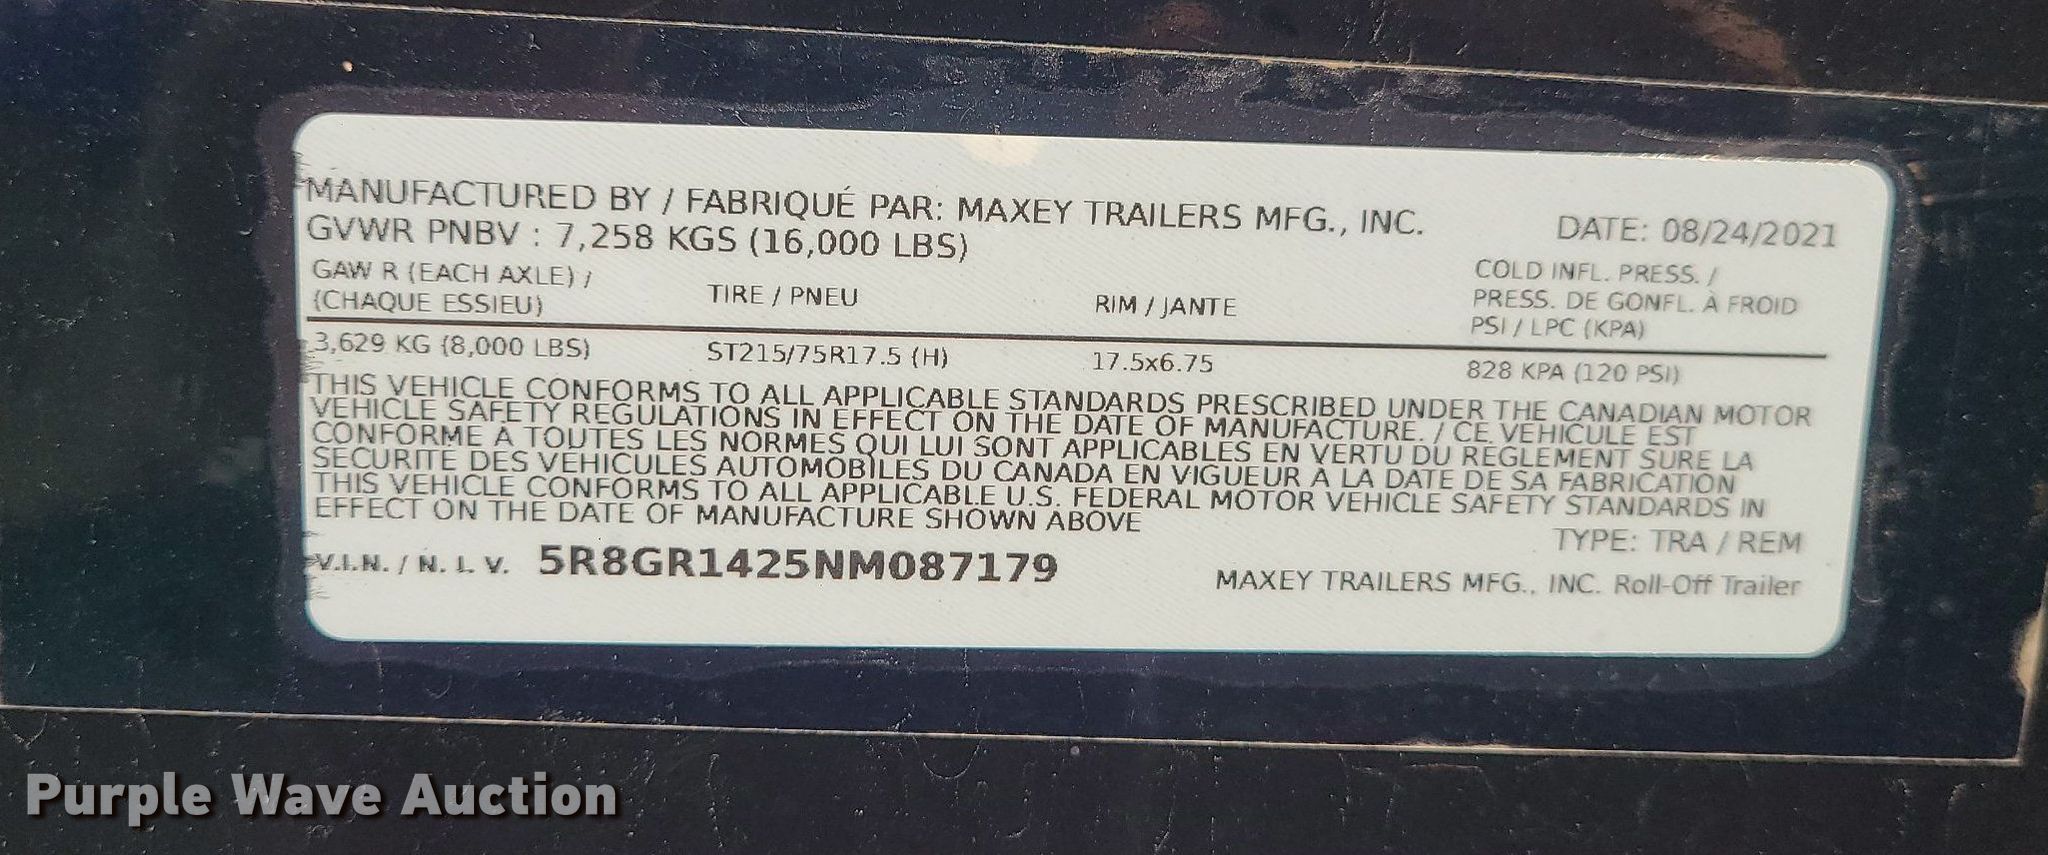 MANUFACTURED BY / FABRIQUÉ PAR: MAXEY TRAILERS MFG., INC.
DATE: 08/24/2021
GVWR PNBV : 7,258 KGS (16,000 LBS)
GAW R (EACH AXLE) /
(CHAQUE ESSIEU)
TIRE / PNEU
RIM / JANTE
COLD INFL. PRESS. /
PRESS. DE GONFL. À FROID
PSI / LPC (KPA)
3,629 KG (8,000 LBS)
ST215/75R17.5 (H)
17.5x6.75
828 KPA (120 PSI)
THIS VEHICLE CONFORMS TO ALL APPLICABLE STANDARDS PRESCRIBED UNDER THE CANADIAN MOTOR
VEHICLE SAFETY REGULATIONS IN EFFECT ON THE DATE OF MANUFACTURE. / CE VEHICULE EST
CONFORME À TOUTES LES NORMES QUI LUI SONT APPLICABLES EN VERTU DU REGLEMENT SURE LA
SECURITE DES VEHICULES AUTOMOBILES DU CANADA EN VIGUEUR À LA DATE DE SA FABRICATION
THIS VEHICLE CONFORMS TO ALL APPLICABLE U.S. FEDERAL MOTOR VEHICLE SAFETY STANDARDS IN
EFFECT ON THE DATE OF MANUFACTURE SHOWN ABOVE
TYPE: TRA / REM
V.I.N. / N. I. V. 5R8GR1425NM087179
MAXEY TRAILERS MFG., INC. Roll-Off Trailer
Purple Wave Auction